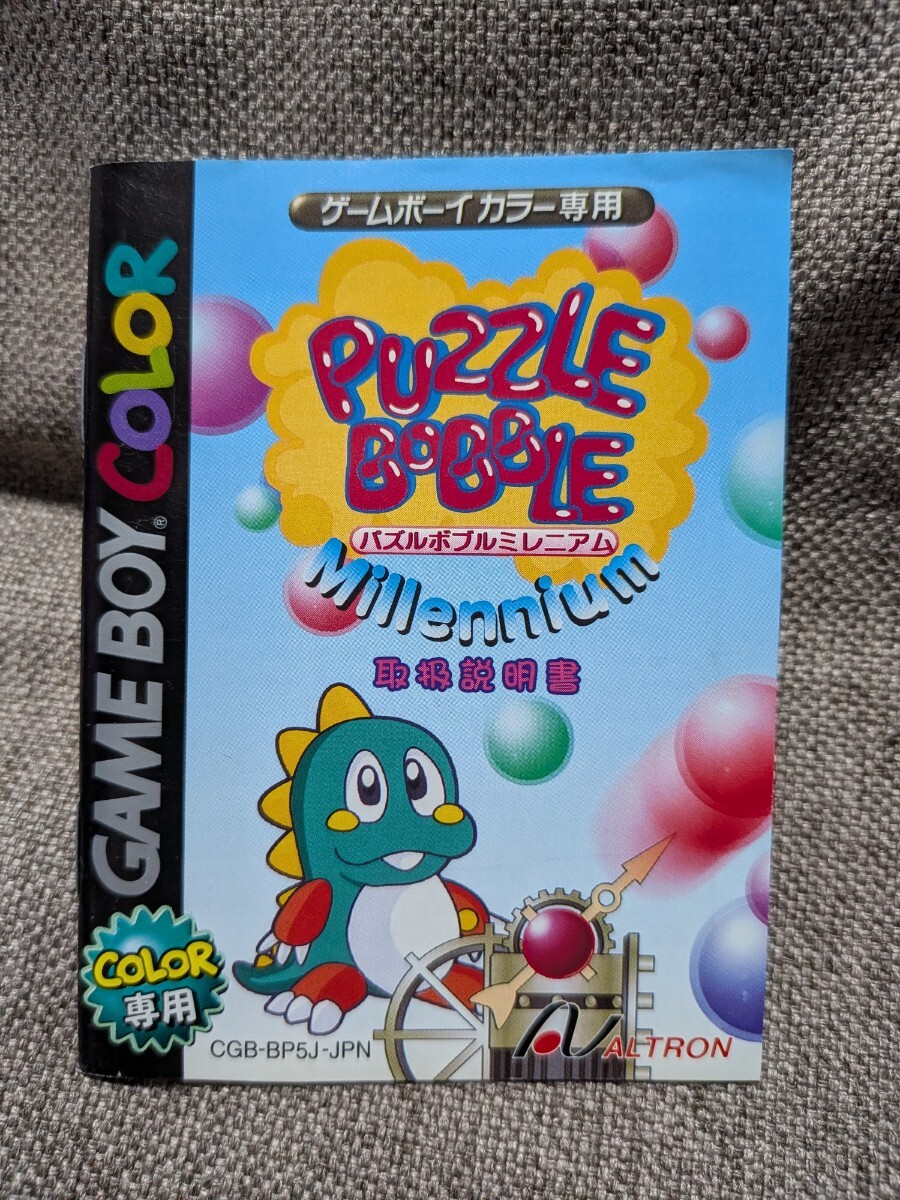 ゲームボーイカラー専用
PUZZLE
BOBBLE
パズルボブルミレニアム
Millennium
取扱説明書
GAME BOY® COLOR
COLOR
専用
CGB-BP5J-JPN
ALTRON